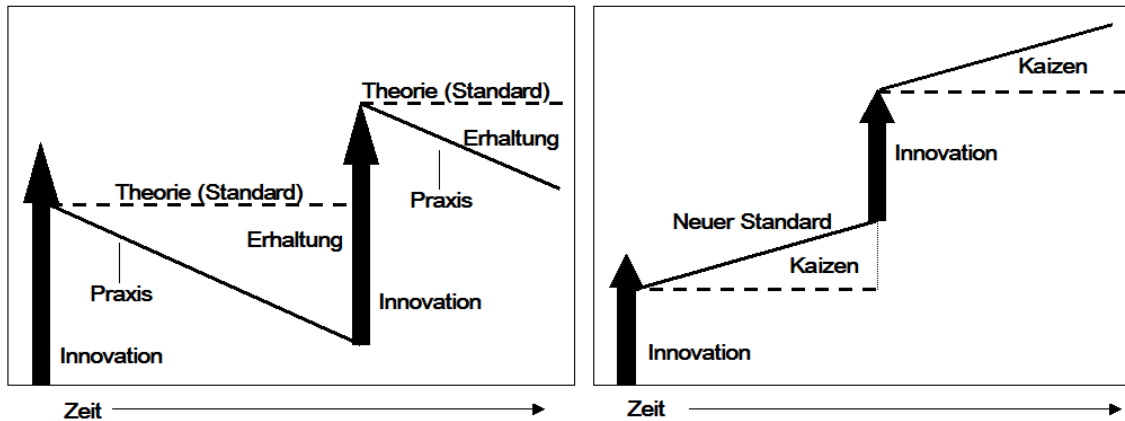 Theorie (Standard)
Erhaltung
Praxis
Theorie (Standard)
Erhaltung
Praxis
Innovation
Innovation
Zeit
Kaizen
Innovation
Neuer Standard
Kaizen
Innovation
Zeit